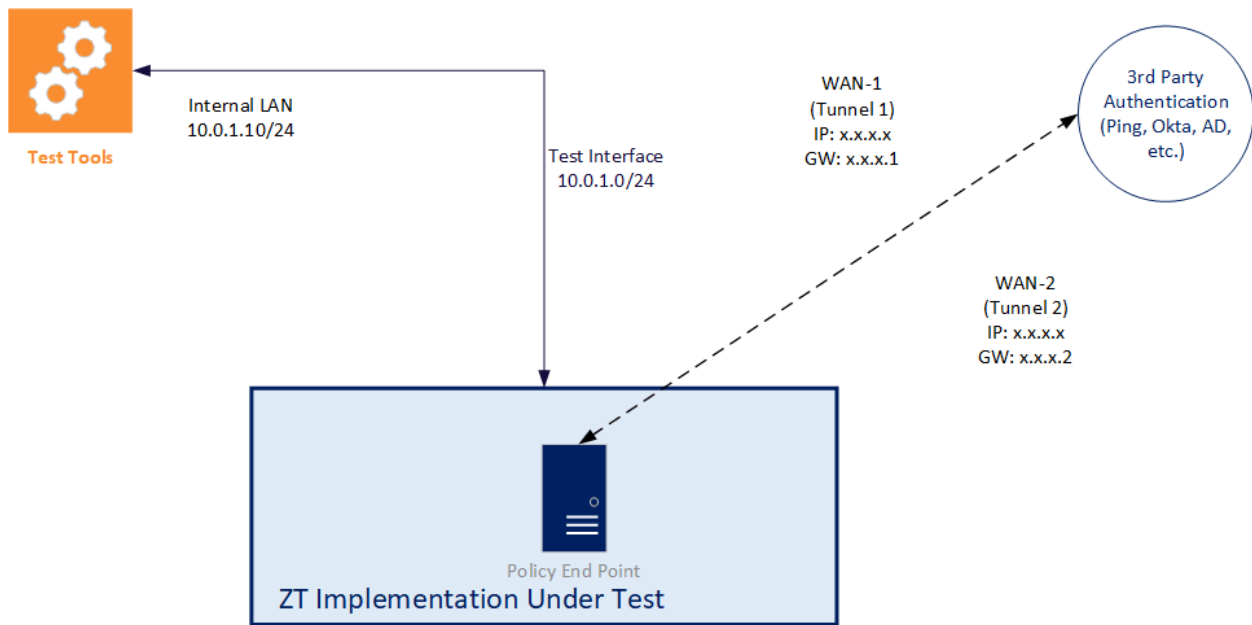 Test Tools
Internal LAN
10.0.1.10/24
Test Interface
10.0.1.0/24
WAN-1
(Tunnel 1)
IP: x.x.x.x
GW: x.x.x.1
3rd Party
Authentication
(Ping, Okta, AD,
etc.)
WAN-2
(Tunnel 2)
IP: x.x.x.x
GW: x.x.x.2
Policy End Point
ZT Implementation Under Test